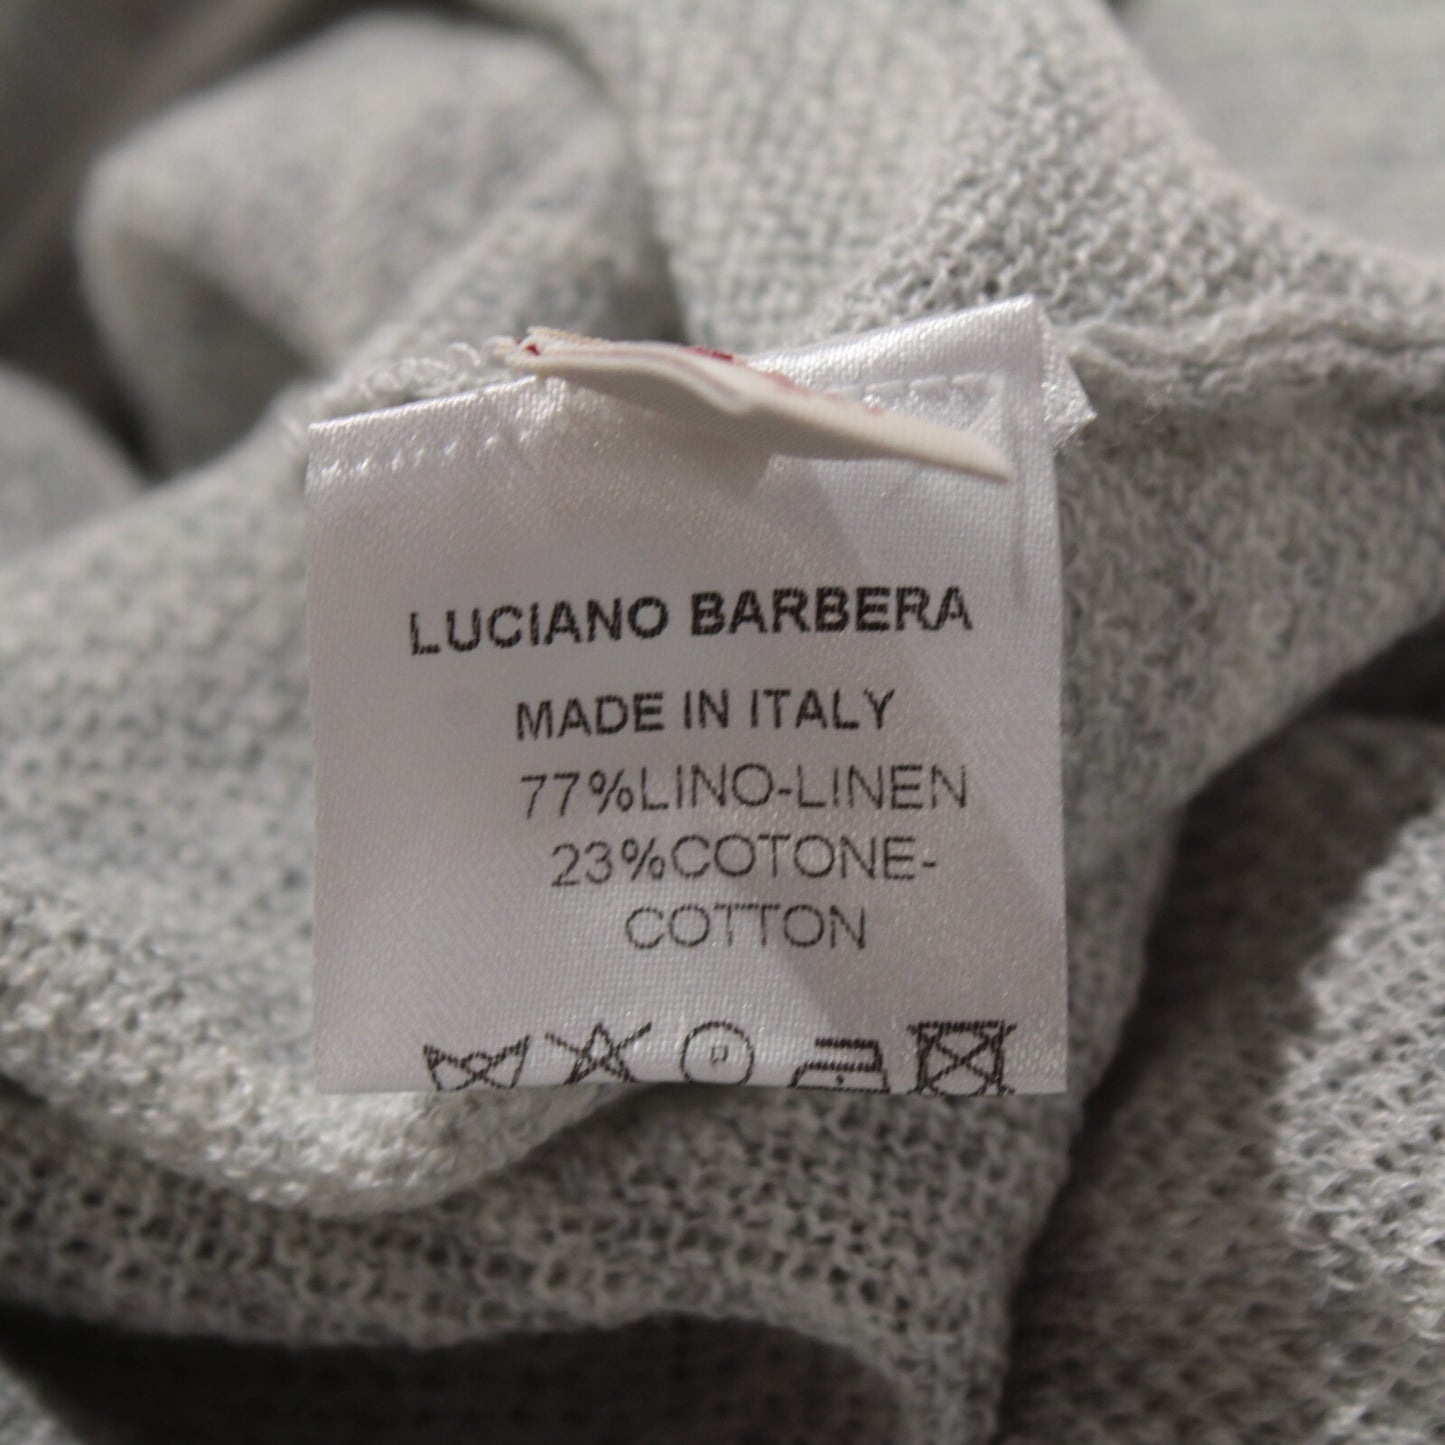 LUCIANO BARBERA
MADE IN ITALY
77%LINO-LINEN
23%COTONE-
COTTON